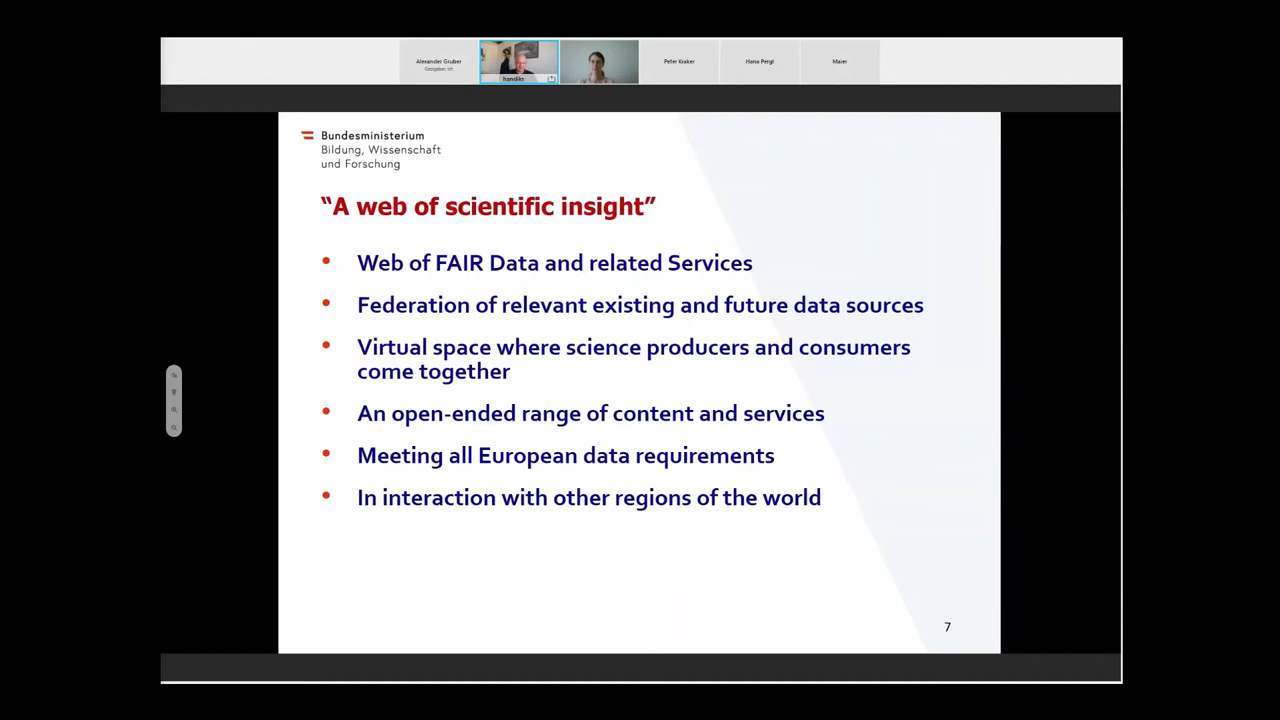 Alexander Gruber
Gastgeber, ich
handiks
Peter Kraker
Hana Pergl
Maier
Bundesministerium
Bildung, Wissenschaft
und Forschung
“A web of scientific insight”
• Web of FAIR Data and related Services
• Federation of relevant existing and future data sources
• Virtual space where science producers and consumers
come together
• An open-ended range of content and services
• Meeting all European data requirements
• In interaction with other regions of the world
7